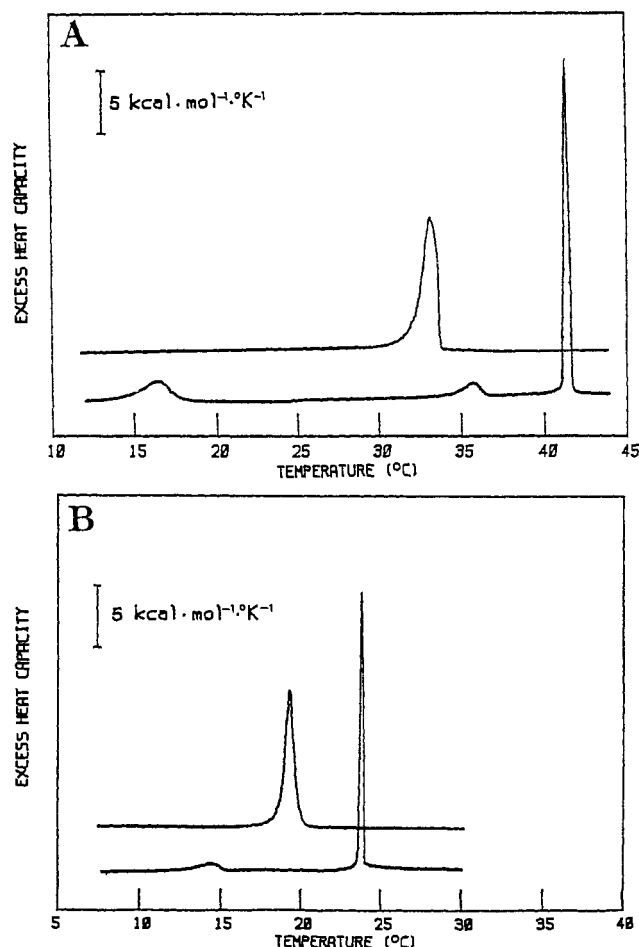 A
5 kcal·mol⁻¹·°K⁻¹
EXCESS HEAT CAPACITY
10 15 20 25 30 35 40 45
TEMPERATURE (°C)
B
5 kcal·mol⁻¹·°K⁻¹
EXCESS HEAT CAPACITY
5 10 15 20 25 30 35 40
TEMPERATURE (°C)